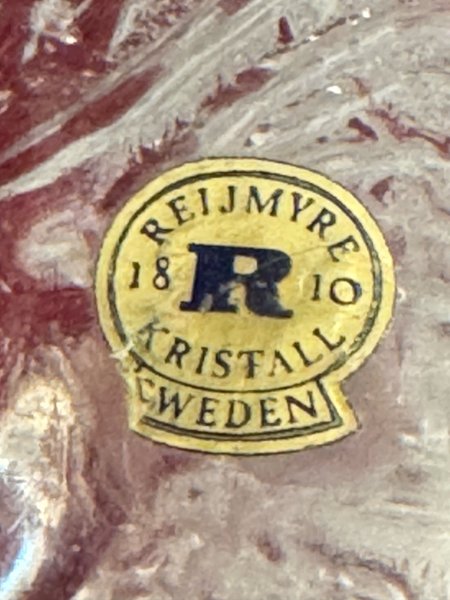 REIJMYRE
18 R 10
KRISTALL
SWEDEN